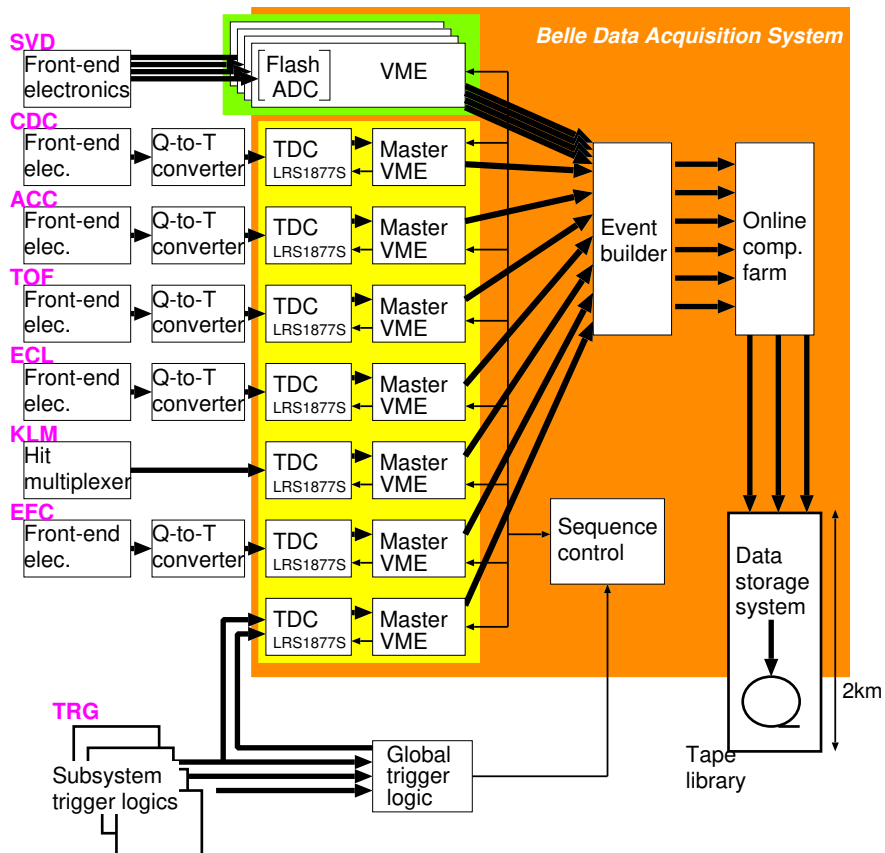 Belle Data Acquisition System
SVD
Front-end
electronics
Flash
ADC
VME
CDC
Front-end
elec.
Q-to-T
converter
TDC
LRS1877S
Master
VME
ACC
Front-end
elec.
Q-to-T
converter
TDC
LRS1877S
Master
VME
TOF
Front-end
elec.
Q-to-T
converter
TDC
LRS1877S
Master
VME
ECL
Front-end
elec.
Q-to-T
converter
TDC
LRS1877S
Master
VME
KLM
Hit
multiplexer
TDC
LRS1877S
Master
VME
EFC
Front-end
elec.
Q-to-T
converter
TDC
LRS1877S
Master
VME
TDC
LRS1877S
Master
VME
Event
builder
Online
comp.
farm
Sequence
control
Data
storage
system
2km
Tape
library
TRG
Subsystem
trigger logics
Global
trigger
logic